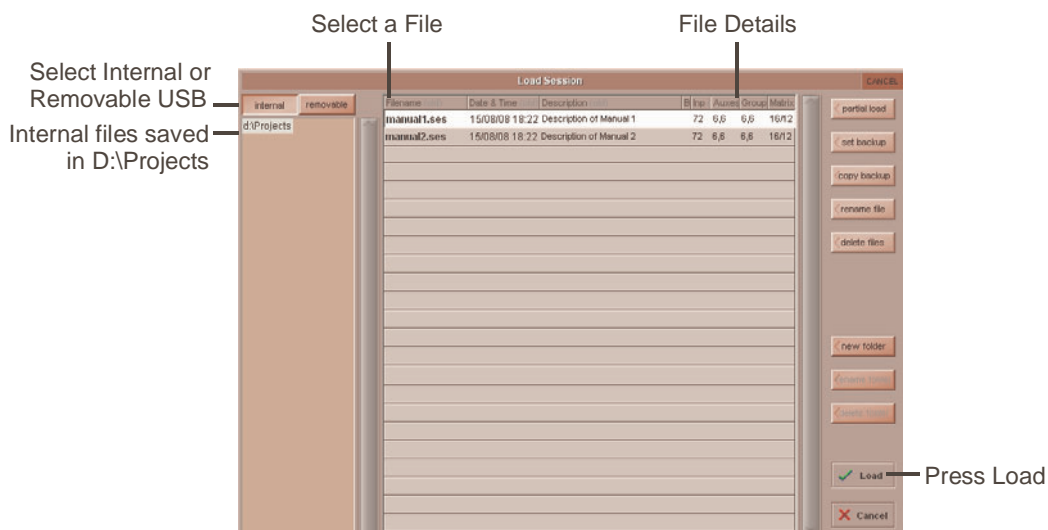 Select a File
File Details
Select Internal or
Removable USB
Internal files saved
in D:\Projects
Press Load
Load Session
CANCEL
internal
removable
d:\Projects
Filename Date & Time Description B Inp Auxes Group Matrix
manual1.ses 15/08/08 18:22 Description of Manual 1 72 6,6 6,6 16/12
manual2.ses 15/08/08 18:22 Description of Manual 2 72 6,6 6,6 16/12
partial load
set backup
copy backup
rename file
delete files
new folder
Load
Cancel